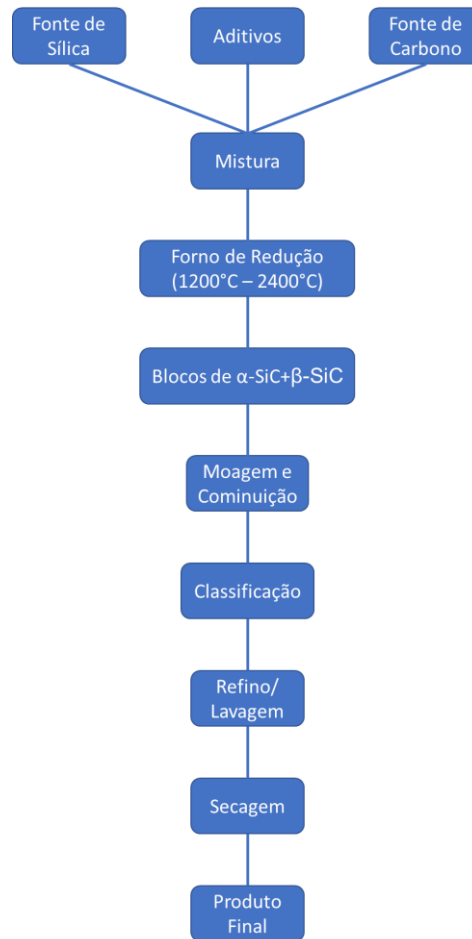 Fonte de
Sílica
Aditivos
Fonte de
Carbono
Mistura
Forno de Redução
(1200°C – 2400°C)
Blocos de α-SiC+β-SiC
Moagem e
Cominuição
Classificação
Refino/
Lavagem
Secagem
Produto
Final